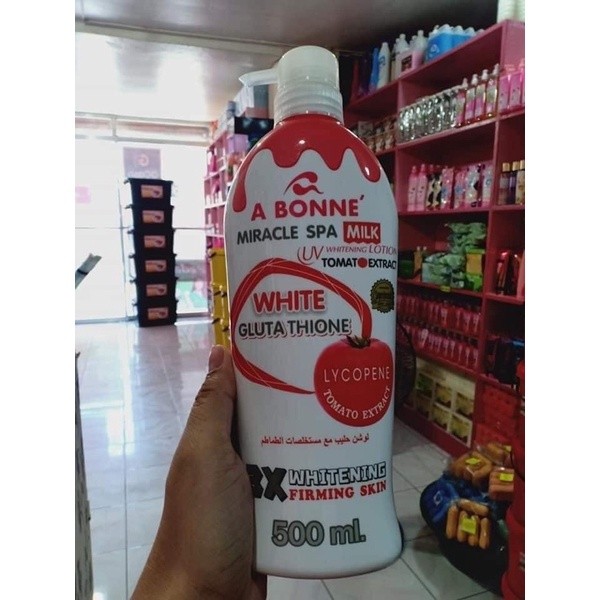 A BONNE'
MIRACLE SPA MILK
UV WHITENING LOTION
TOMATO EXTRACT
WHITE
GLUTA THIONE
LYCOPENE
TOMATO EXTRACT
لوشن حليب مع مستخلصات الطماطم
3X WHITENING
FIRMING SKIN
500 ml.